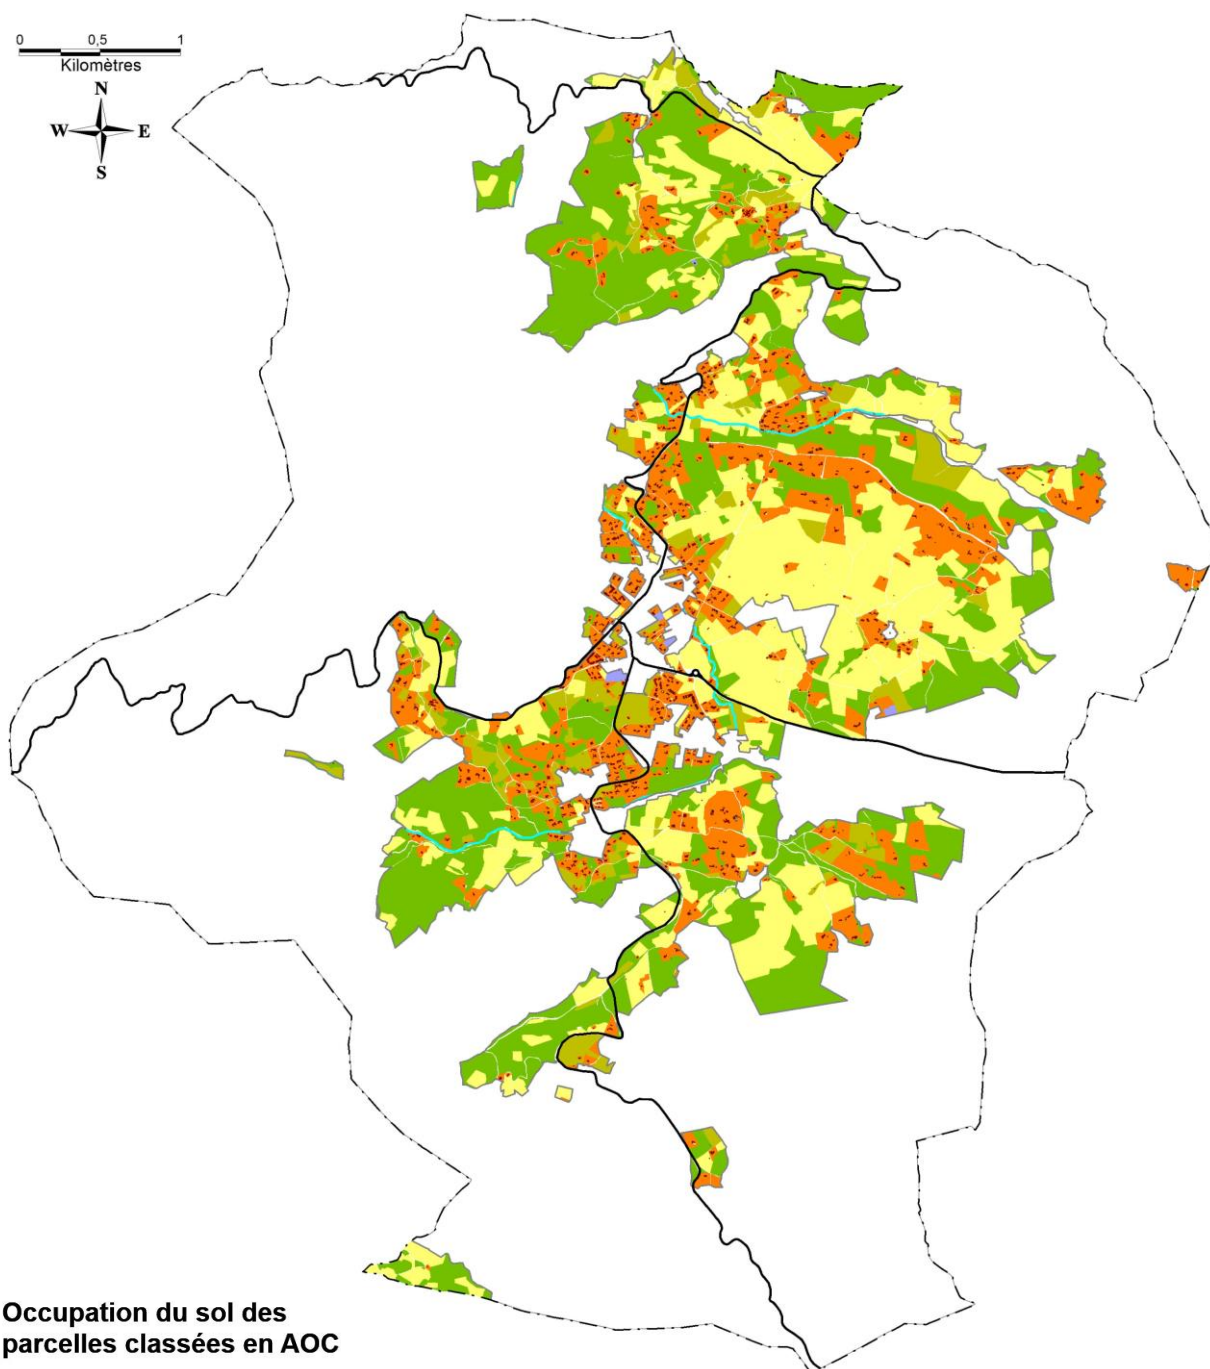 0 0,5 1
Kilomètres
N
W E
S
Occupation du sol des
parcelles classées en AOC